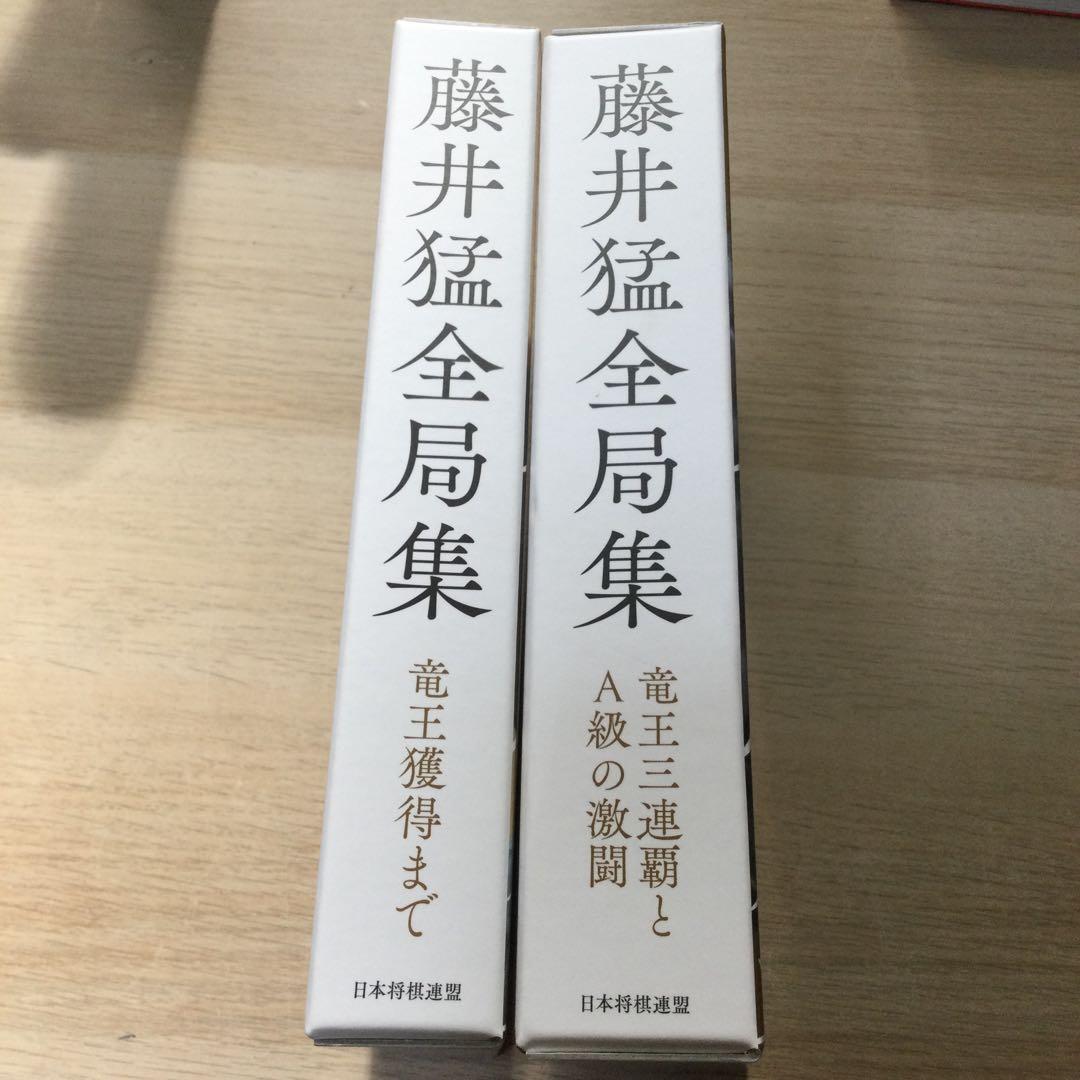 藤井猛全局集
竜王獲得まで
日本将棋連盟
藤井猛全局集
竜王三連覇と
A級の激闘
日本将棋連盟